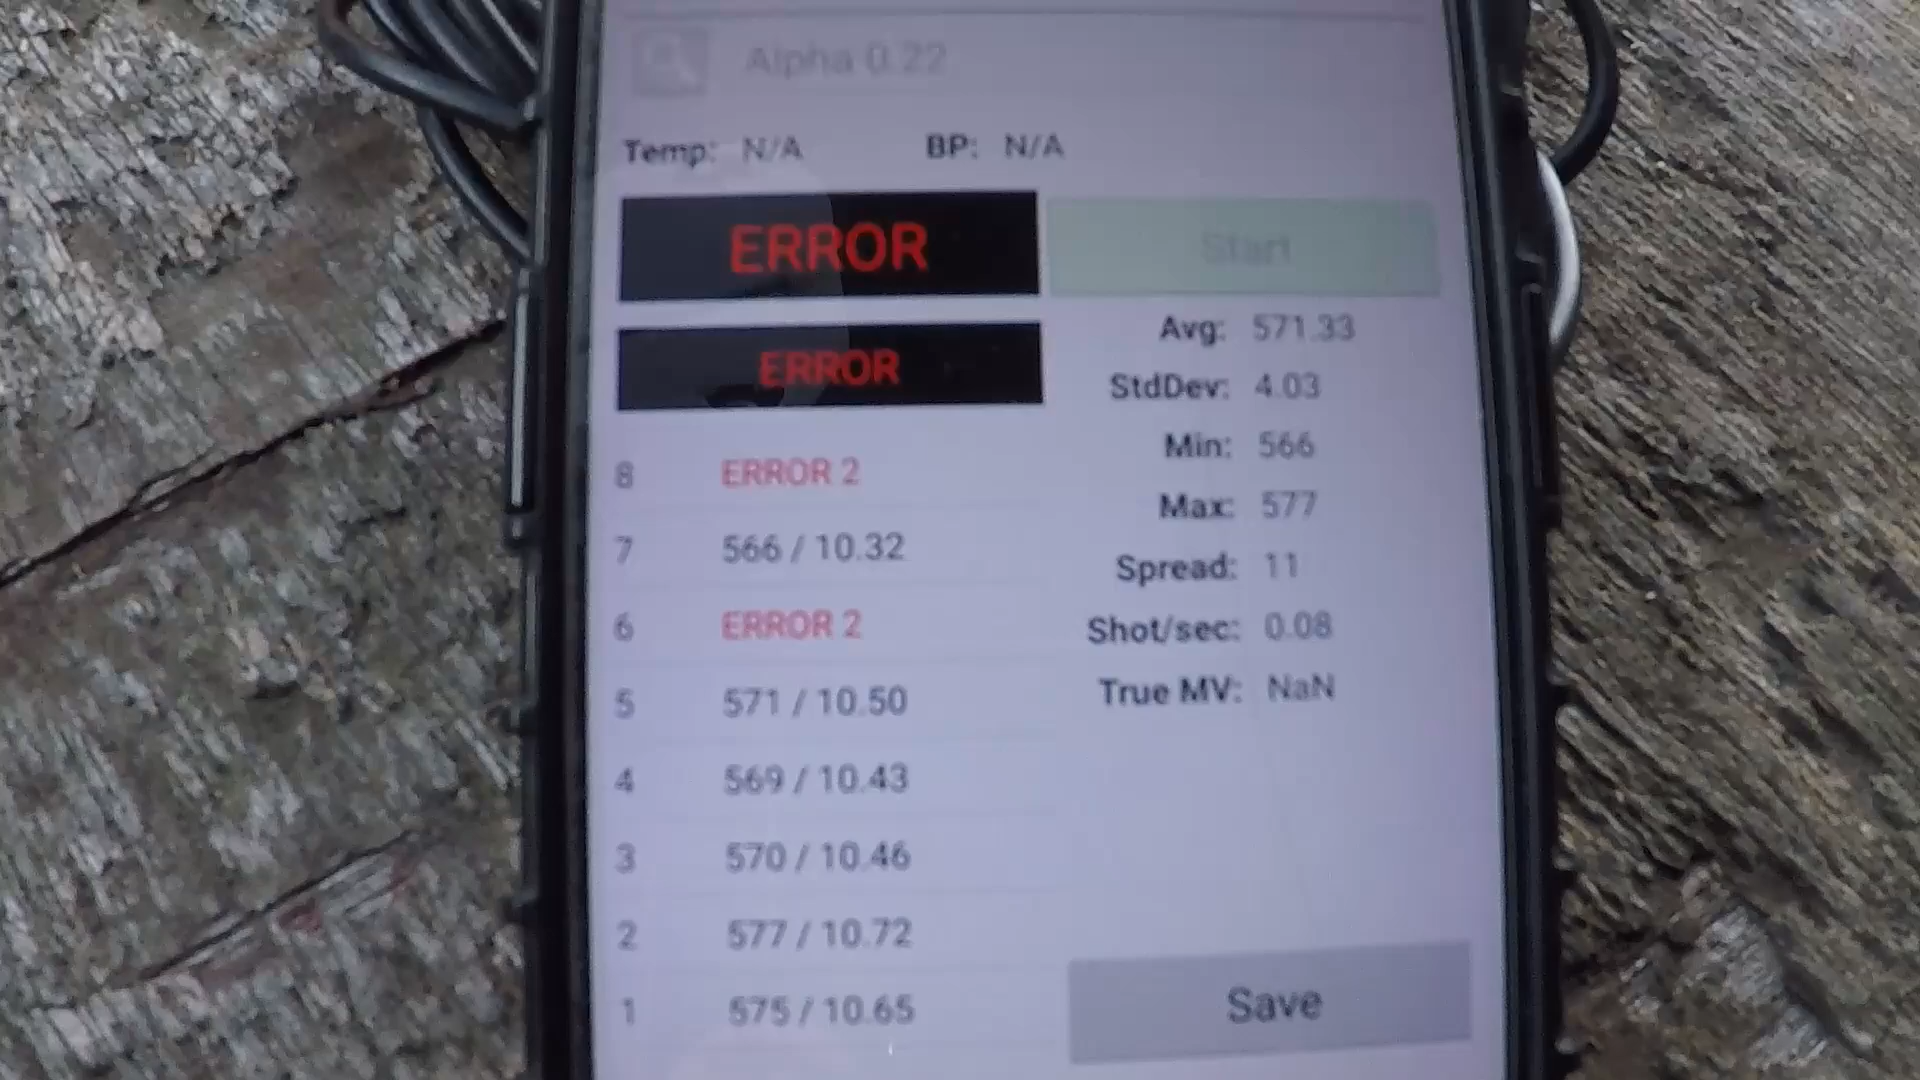 Alpha 0.22
Temp: N/A BP: N/A
ERROR Start
ERROR
Avg: 571.33
StdDev: 4.03
Min: 566
Max: 577
Spread: 11
Shot/sec: 0.08
True MV: NaN
8 ERROR 2
7 566 / 10.32
6 ERROR 2
5 571 / 10.50
4 569 / 10.43
3 570 / 10.46
2 577 / 10.72
1 575 / 10.65
Save